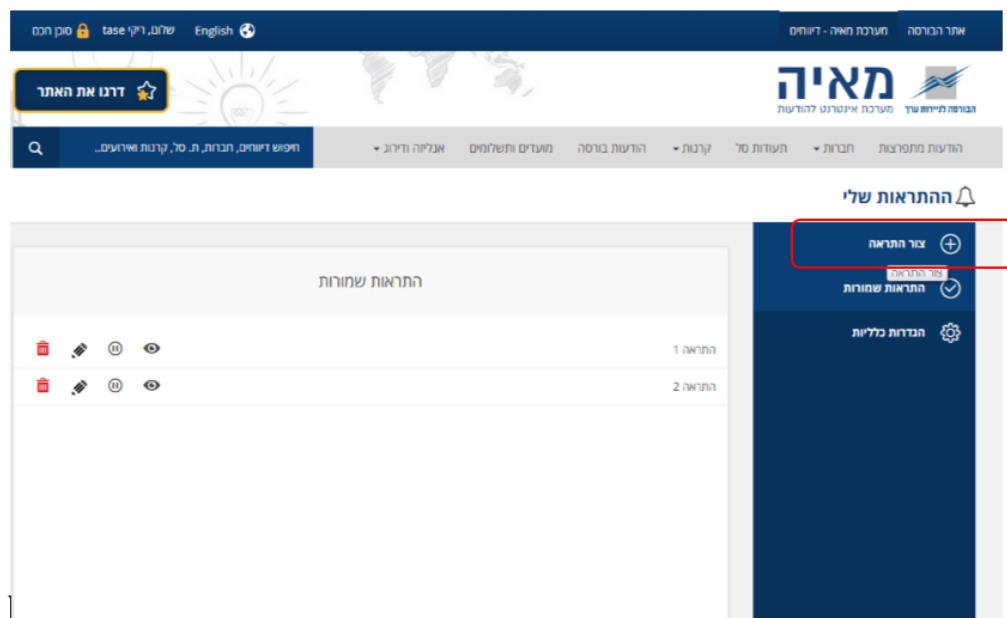 אתר הבורסה מערכת מאיה - דיווחים English שלום, ריקי tase סוכן חכם
מאיה
הבורסה לניירות ערך מערכת אינטרנט להודעות
דרגו את האתר
הודעות מתפרצות חברות תעודות סל קרנות הודעות בורסה מועדים ותשלומים אנליזה ודירוג חיפוש דיווחים, חברות, ת. סל, קרנות ואירועים..
ההתראות שלי
צור התראה
צור התראה
התראות שמורות
הגדרות כלליות
התראות שמורות
התראה 1
התראה 2